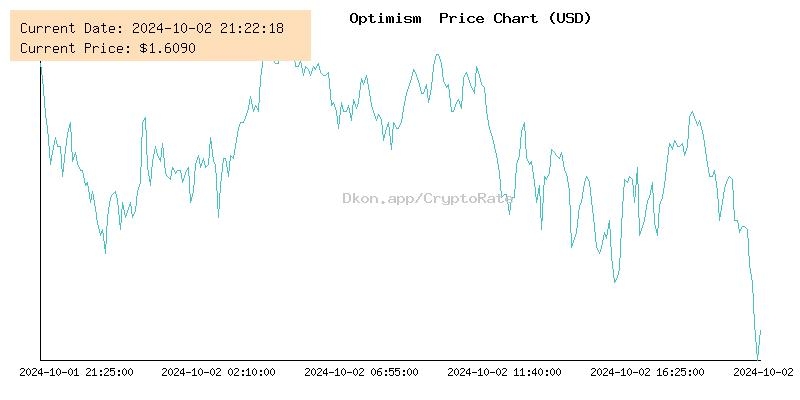 Optimism Price Chart (USD)
Current Date: 2024-10-02 21:22:18
Current Price: $1.6090
Dkon.app/CryptoRate
2024-10-01 21:25:00 2024-10-02 02:10:00 2024-10-02 06:55:00 2024-10-02 11:40:00 2024-10-02 16:25:00 2024-10-02